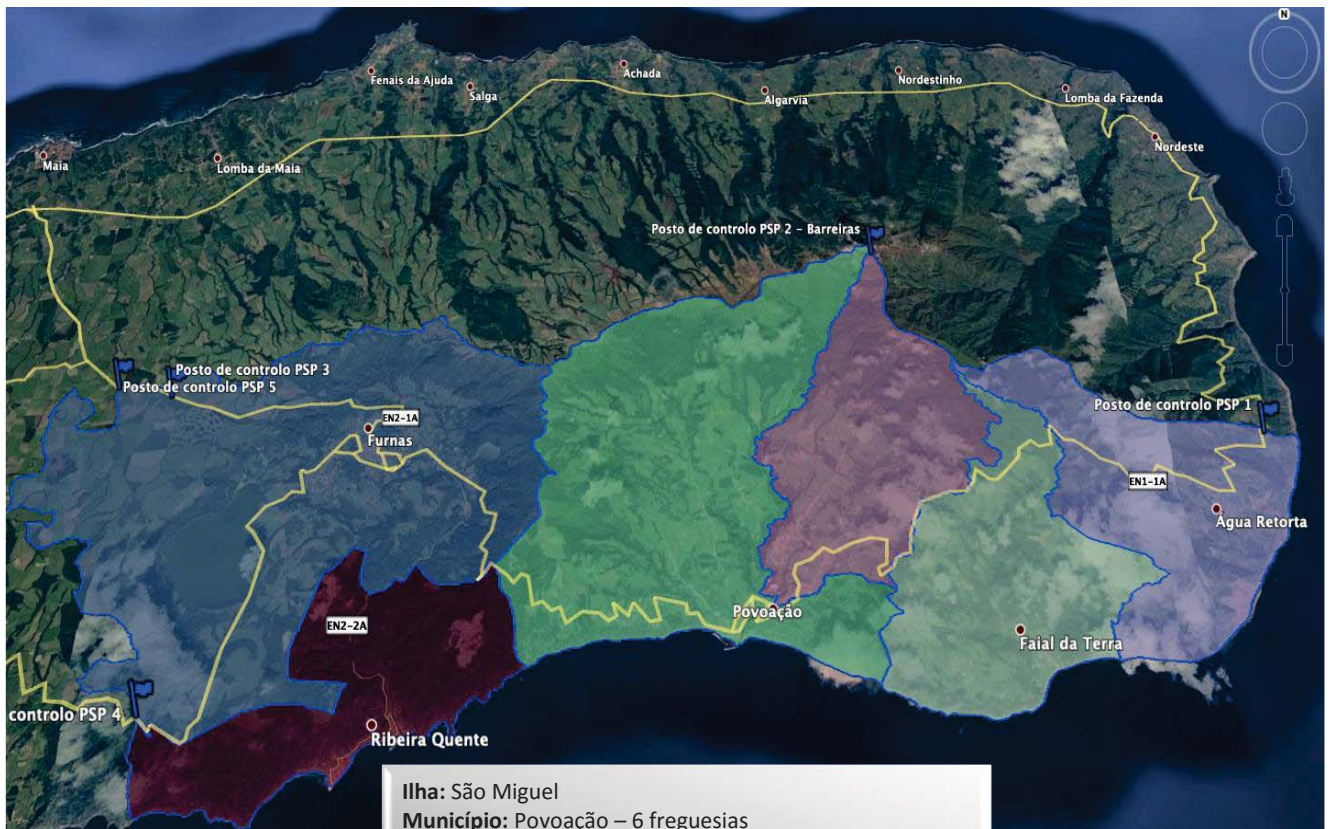 N
Fenais da Ajuda
Salga
Achada
Algarvia
Nordestinho
Lomba da Fazenda
Nordeste
Maia
Lomba da Maia
Posto de controlo PSP 2 – Barreiras
Posto de controlo PSP 3
Posto de controlo PSP 5
EN2-1A
Furnas
Posto de controlo PSP 1
EN1-1A
Água Retorta
EN2-2A
Povoação
Faial da Terra
controlo PSP 4
Ribeira Quente
Ilha: São Miguel
Município: Povoação – 6 freguesias